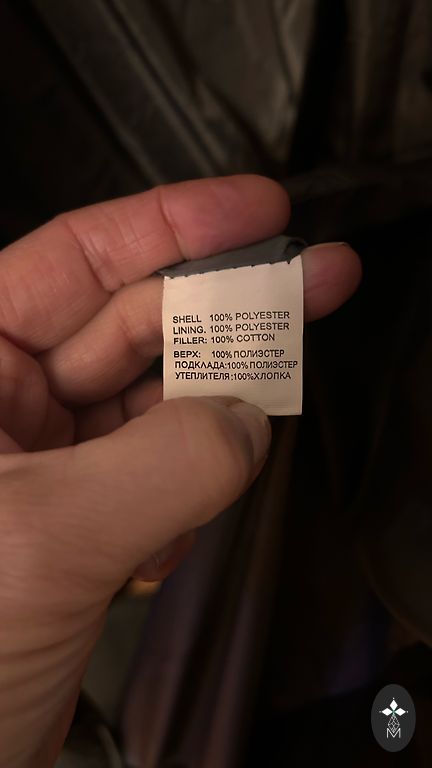 SHELL 100% POLYESTER
LINING. 100% POLYESTER
FILLER: 100% COTTON
ВЕРХ: 100% ПОЛИЭСТЕР
ПОДКЛАДА:100% ПОЛИЭСТЕР
УТЕПЛИТЕЛЯ:100%ХЛОПКА
M